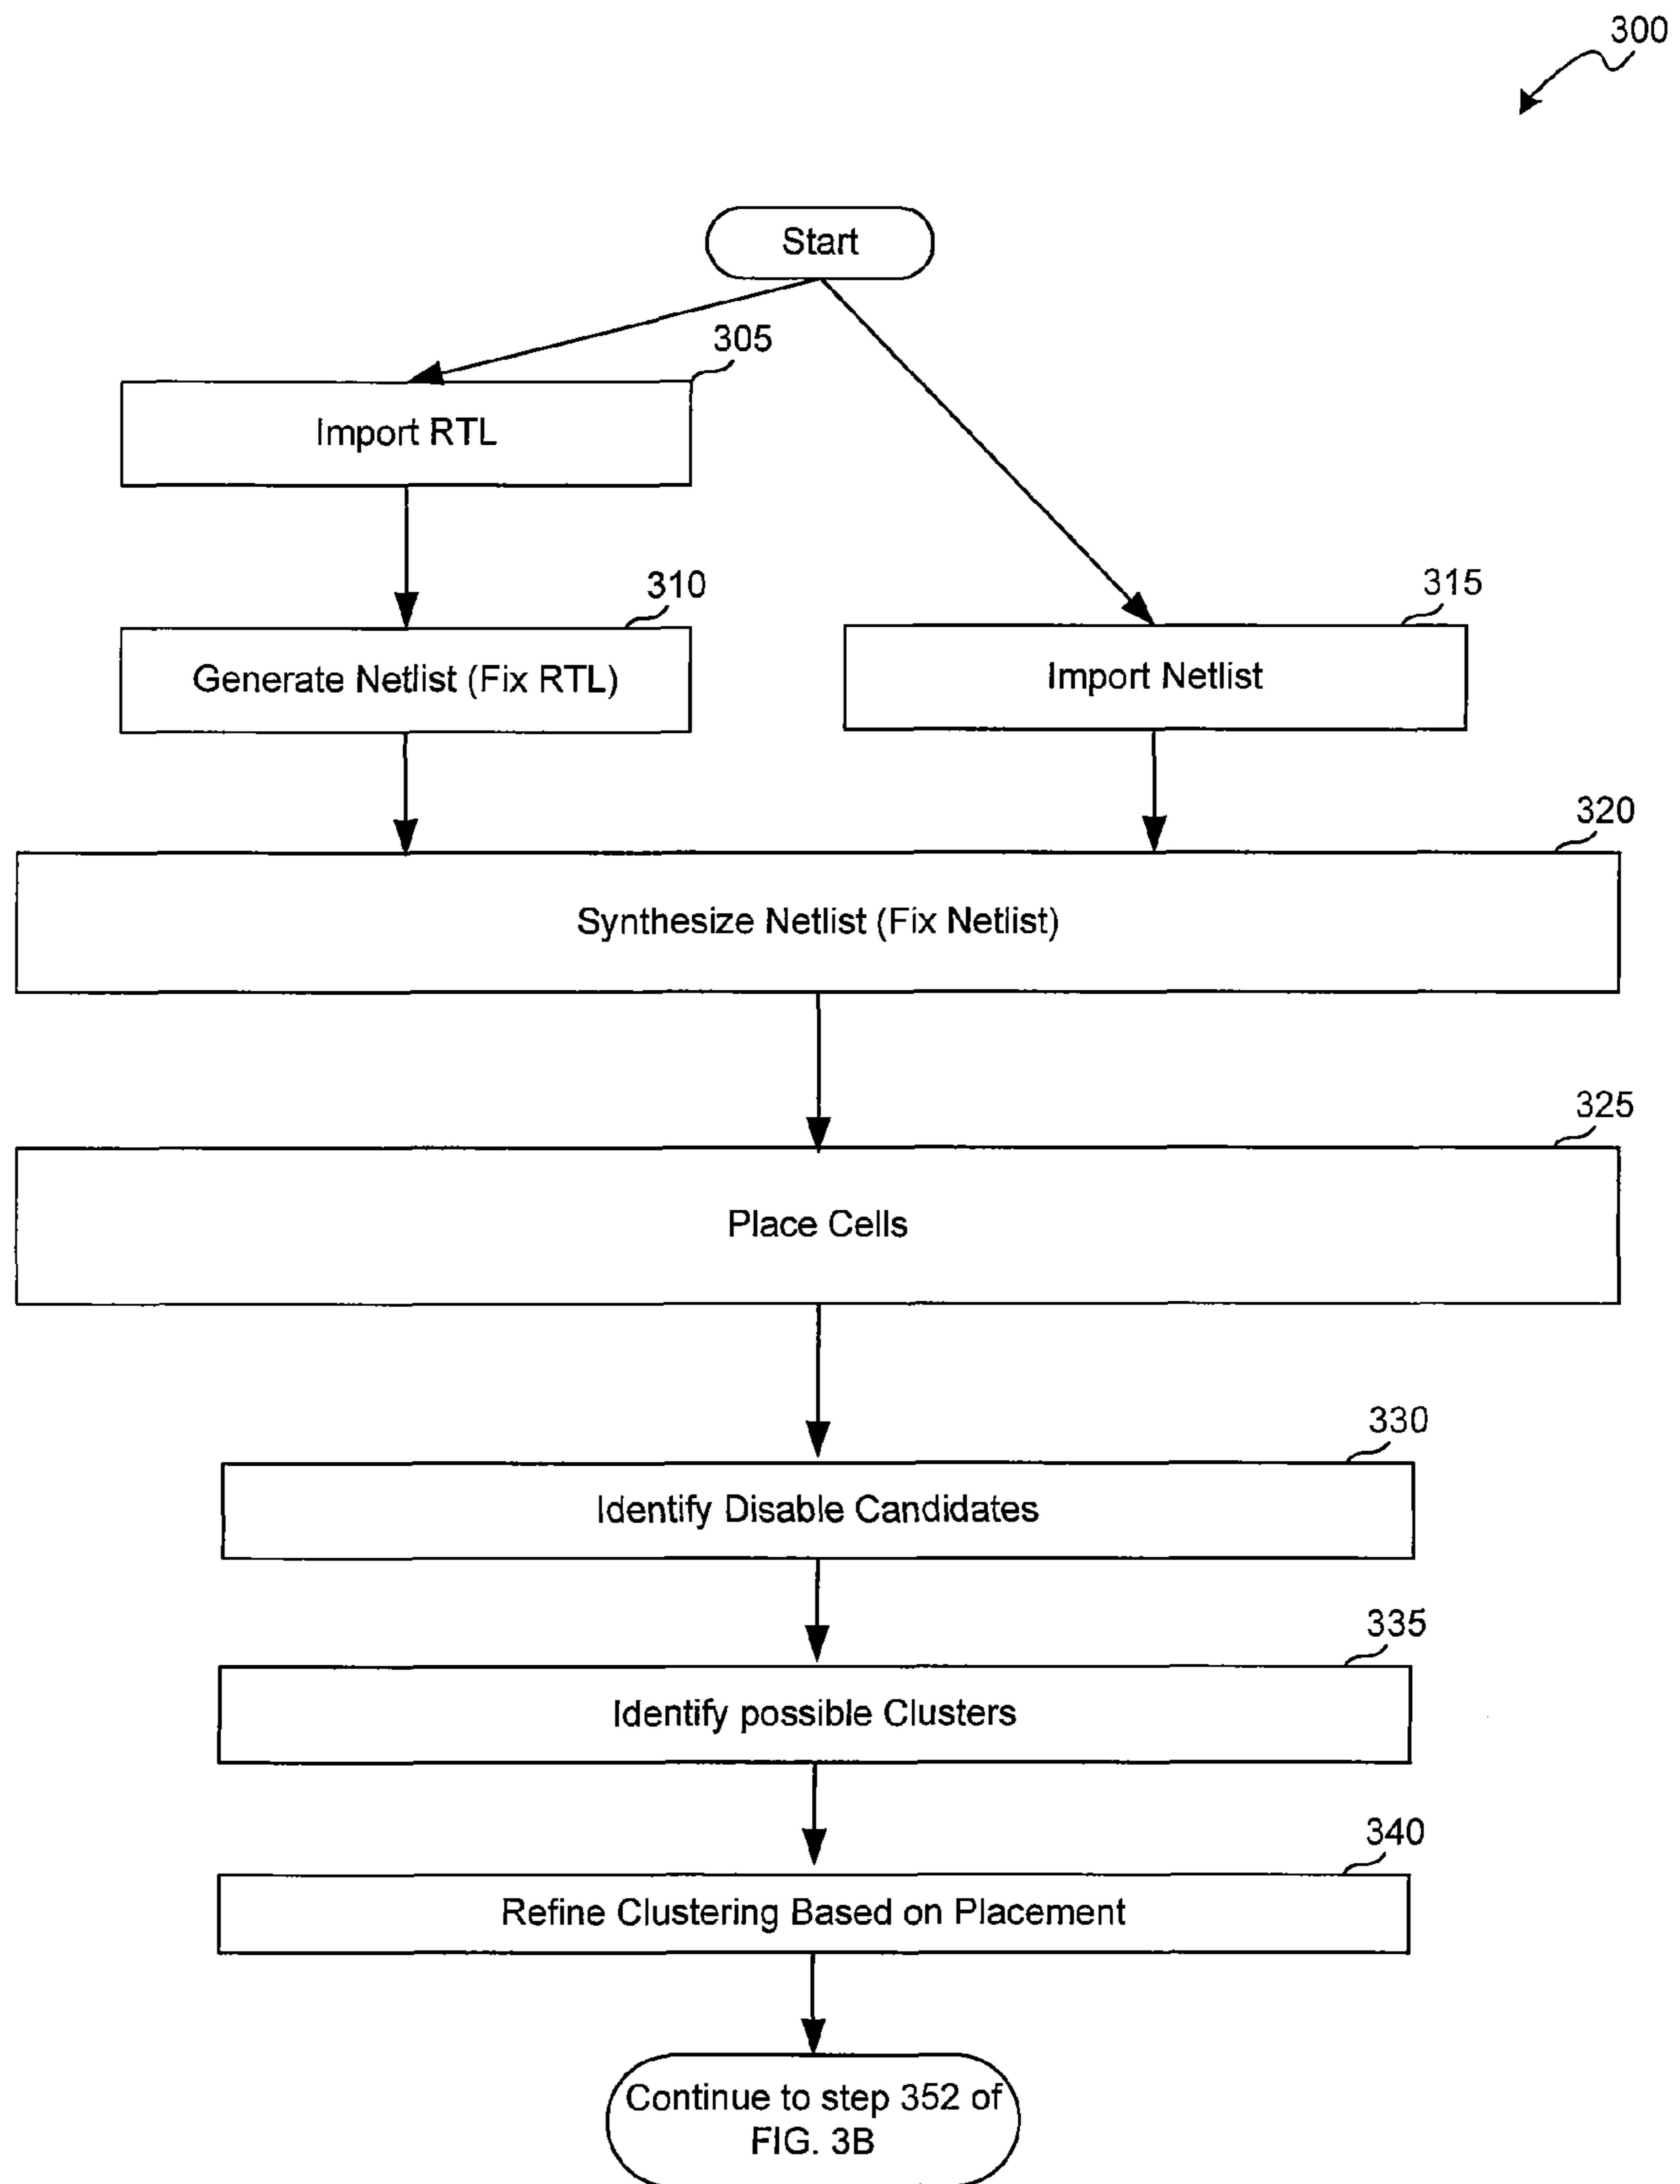 300
Start
305
Import RTL
310
Generate Netlist (Fix RTL)
315
Import Netlist
320
Synthesize Netlist (Fix Netlist)
325
Place Cells
330
Identify Disable Candidates
335
Identify possible Clusters
340
Refine Clustering Based on Placement
Continue to step 352 of
FIG. 3B